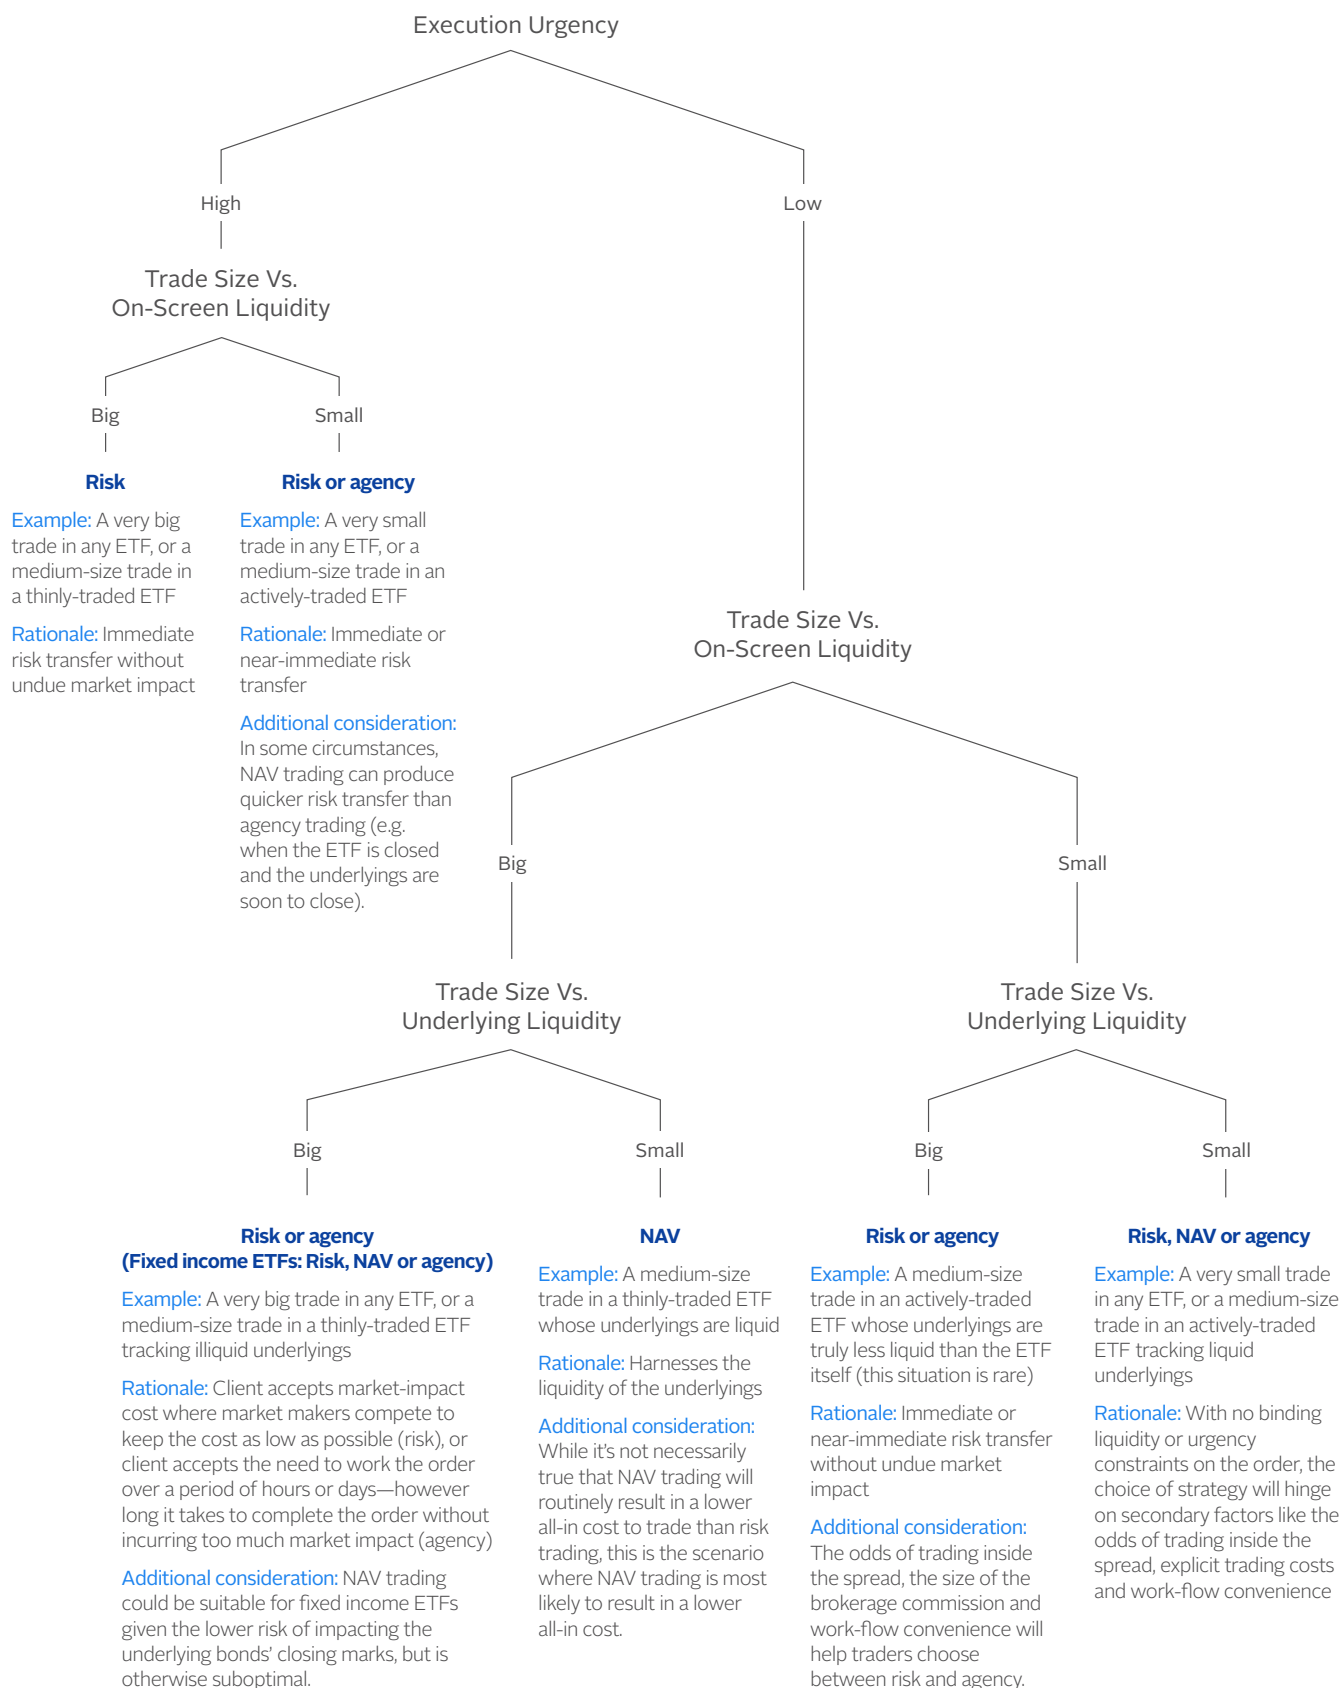 Execution Urgency
High
Low
Trade Size Vs.
On-Screen Liquidity
Big
Small
Risk
Example: A very big
trade in any ETF, or a
medium-size trade in
a thinly-traded ETF
Rationale: Immediate
risk transfer without
undue market impact
Risk or agency
Example: A very small
trade in any ETF, or a
medium-size trade in an
actively-traded ETF
Rationale: Immediate or
near-immediate risk
transfer
Additional consideration:
In some circumstances,
NAV trading can produce
quicker risk transfer than
agency trading (e.g.
when the ETF is closed
and the underlyings are
soon to close).
Trade Size Vs.
On-Screen Liquidity
Big
Small
Trade Size Vs.
Underlying Liquidity
Trade Size Vs.
Underlying Liquidity
Big
Small
Big
Small
Risk or agency
(Fixed income ETFs: Risk, NAV or agency)
Example: A very big trade in any ETF, or a
medium-size trade in a thinly-traded ETF
tracking illiquid underlyings
Rationale: Client accepts market-impact
cost where market makers compete to
keep the cost as low as possible (risk), or
client accepts the need to work the order
over a period of hours or days—however
long it takes to complete the order without
incurring too much market impact (agency)
Additional consideration: NAV trading
could be suitable for fixed income ETFs
given the lower risk of impacting the
underlying bonds’ closing marks, but is
otherwise suboptimal.
NAV
Example: A medium-size
trade in a thinly-traded ETF
whose underlyings are liquid
Rationale: Harnesses the
liquidity of the underlyings
Additional consideration:
While it’s not necessarily
true that NAV trading will
routinely result in a lower
all-in cost to trade than risk
trading, this is the scenario
where NAV trading is most
likely to result in a lower
all-in cost.
Risk or agency
Example: A medium-size
trade in an actively-traded
ETF whose underlyings are
truly less liquid than the ETF
itself (this situation is rare)
Rationale: Immediate or
near-immediate risk transfer
without undue market
impact
Additional consideration:
The odds of trading inside
the spread, the size of the
brokerage commission and
work-flow convenience will
help traders choose
between risk and agency.
Risk, NAV or agency
Example: A very small trade
in any ETF, or a medium-size
trade in an actively-traded
ETF tracking liquid
underlyings
Rationale: With no binding
liquidity or urgency
constraints on the order, the
choice of strategy will hinge
on secondary factors like the
odds of trading inside the
spread, explicit trading costs
and work-flow convenience